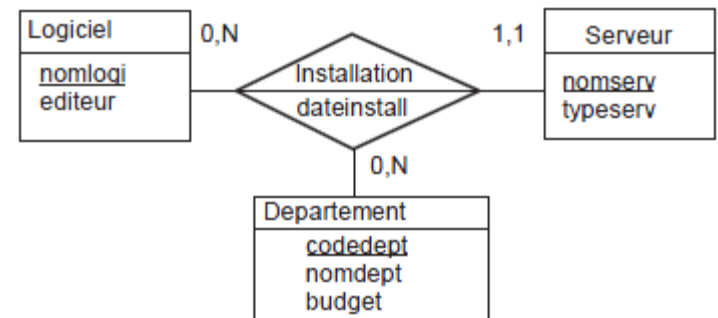 Logiciel
nomlogi
editeur
0,N
Installation
dateinstall
1,1
Serveur
nomserv
typeserv
0,N
Departement
codedept
nomdept
budget